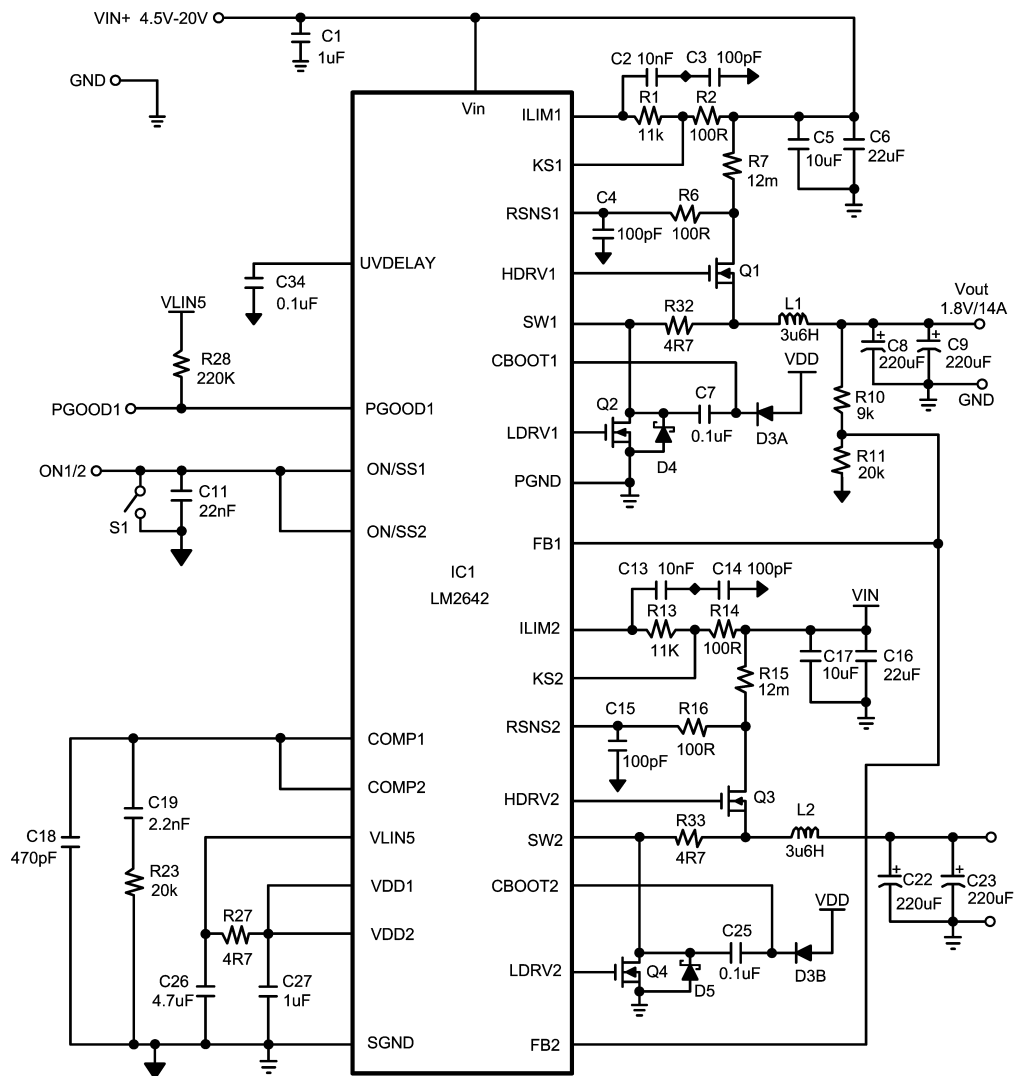 VIN+ 4.5V-20V
C1
1uF
GND
Vin
C2 10nF C3 100pF
ILIM1
R1
11k
R2
100R
C5
10uF
C6
22uF
KS1
R7
12m
RSNS1
C4
100pF
R6
100R
UVDELAY
C34
0.1uF
HDRV1
Q1
VLIN5
R28
220K
SW1
R32
4R7
L1
3u6H
Vout
1.8V/14A
C8
220uF
C9
220uF
GND
CBOOT1
VDD
PGOOD1
PGOOD1
Q2
C7
0.1uF
D3A
R10
9k
LDRV1
D4
R11
20k
ON1/2
ON/SS1
S1
C11
22nF
PGND
ON/SS2
FB1
IC1
LM2642
C13 10nF C14 100pF
ILIM2
R13
11K
R14
100R
VIN
C17
10uF
C16
22uF
KS2
R15
12m
RSNS2
C15
100pF
R16
100R
COMP1
COMP2
C19
2.2nF
HDRV2
Q3
C18
470pF
VLIN5
SW2
R33
4R7
L2
3u6H
R23
20k
VDD1
CBOOT2
C22
220uF
C23
220uF
VDD
R27
4R7
VDD2
C25
0.1uF
D3B
LDRV2
Q4
D5
C26
4.7uF
C27
1uF
SGND
FB2